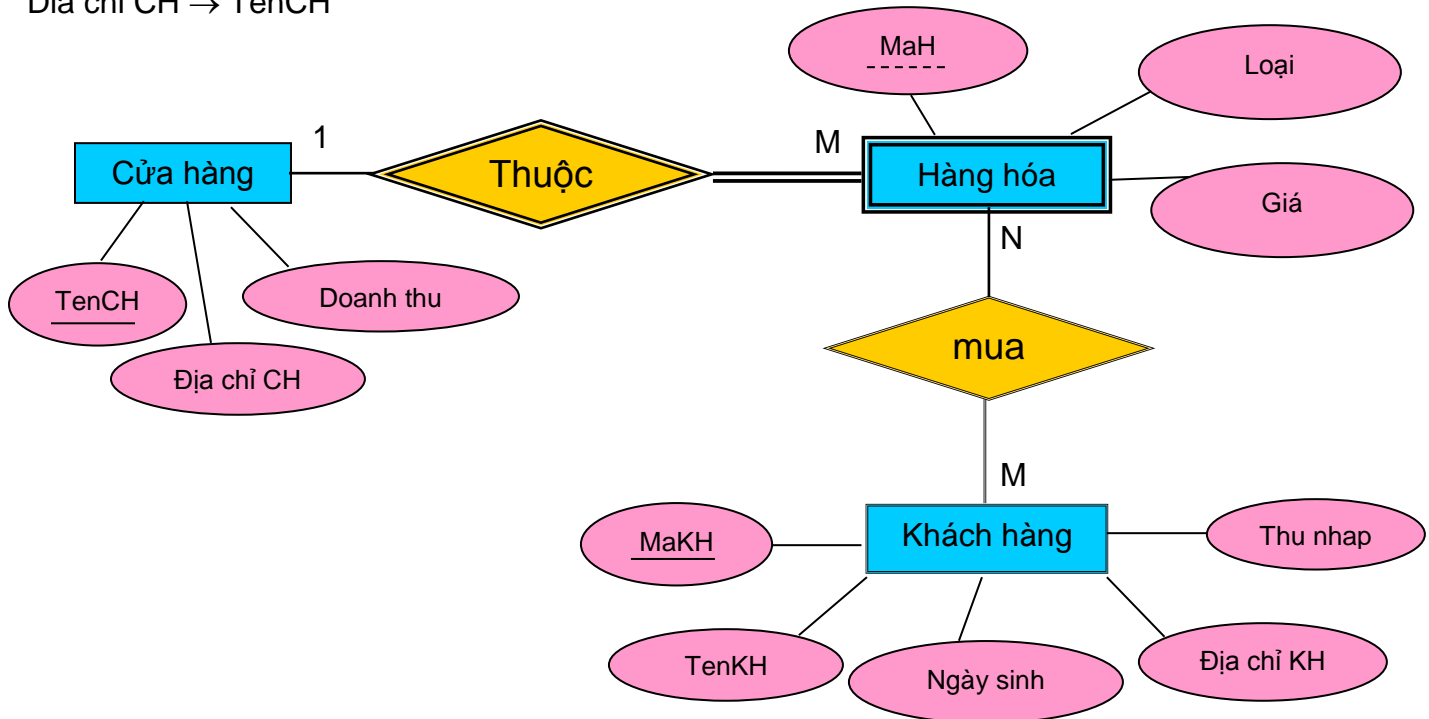 Địa chỉ CH → TenCH
MaH
Loại
1
M
Cửa hàng
Thuộc
Hàng hóa
Giá
N
TenCH
Doanh thu
mua
Địa chỉ CH
M
MaKH
Khách hàng
Thu nhap
TenKH
Ngày sinh
Địa chỉ KH